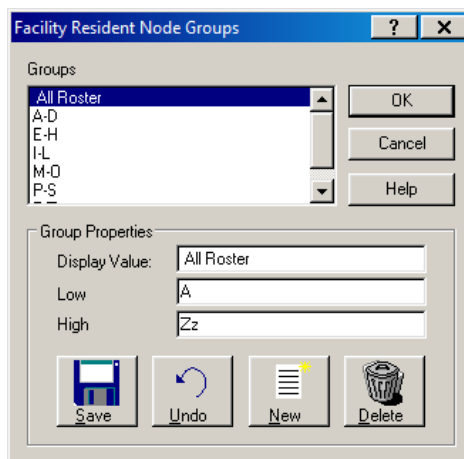 Facility Resident Node Groups ? X
Groups
All Roster
A-D
E-H
I-L
M-O
P-S
OK
Cancel
Help
Group Properties
Display Value: All Roster
Low A
High Zz
Save Undo New Delete